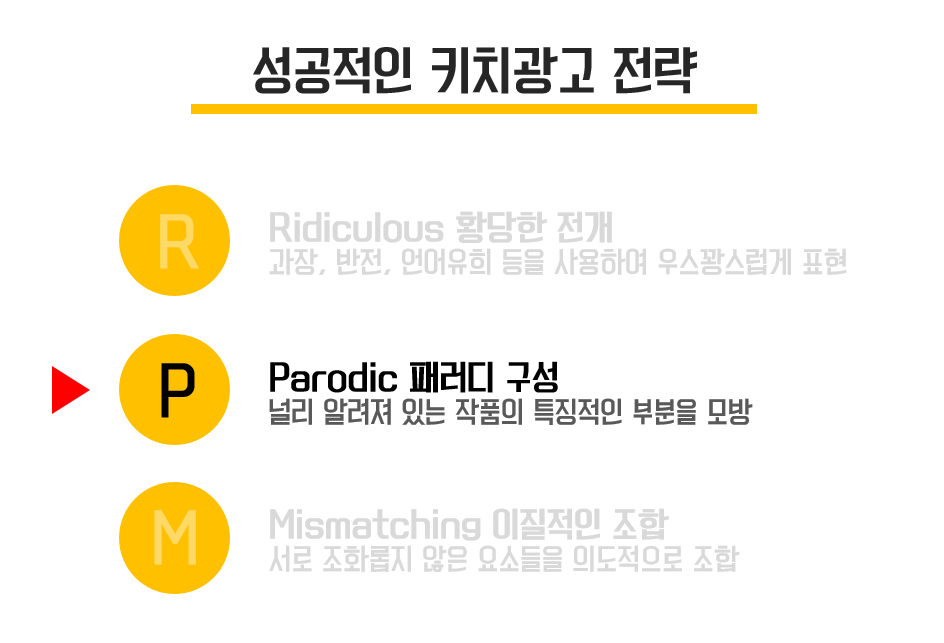 성공적인 키치광고 전략
R
Ridiculous 황당한 전개
과장, 반전, 언어유희 등을 사용하여 우스꽝스럽게 표현
P
Parodic 패러디 구성
널리 알려져 있는 작품의 특징적인 부분을 모방
M
Mismatching 이질적인 조합
서로 조화롭지 않은 요소들을 의도적으로 조합